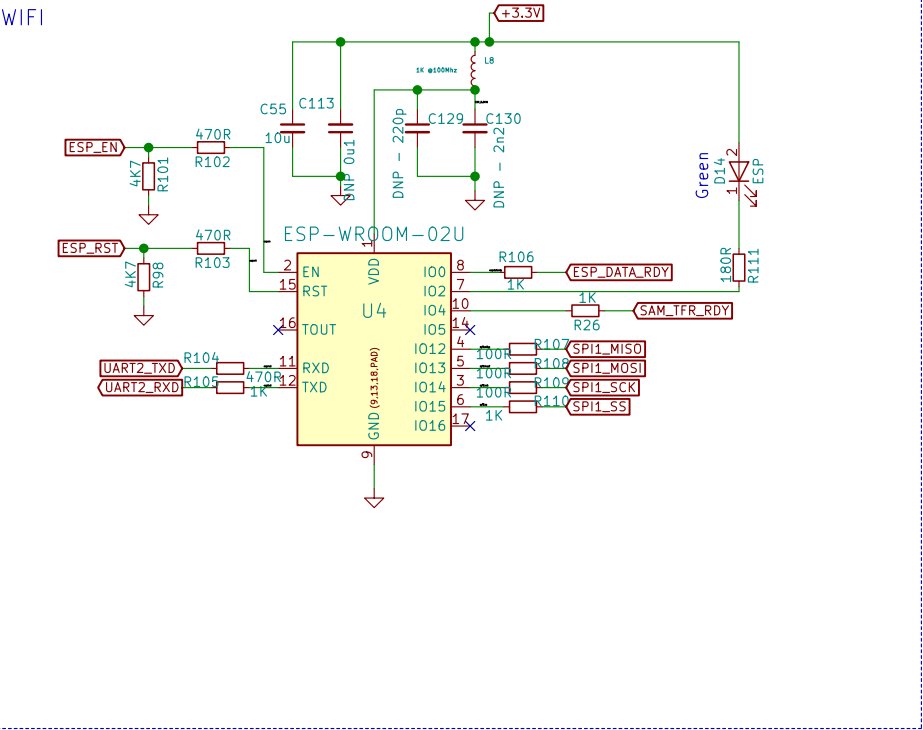 WIFI
+3.3V
L8
1K @100Mhz
C55
C113
10u
DNP 0u1
C129
DNP - 220p
C130
DNP - 2n2
ESP_EN
470R
R102
4K7
R101
ESP_RST
470R
R103
4K7
R98
Green
D14
ESP
2
1
180R
R111
ESP-WROOM-02U
U4
1
VDD
2
EN
15
RST
16
TOUT
11
RXD
12
TXD
9
GND (9,13,18,PAD)
IO0
8
IO2
7
IO4
10
IO5
14
IO12
4
IO13
5
IO14
3
IO15
6
IO16
17
R106
1K
ESP_DATA_RDY
1K
R26
SAM_TFR_RDY
UART2_TXD
R104
470R
UART2_RXD
R105
1K
R107
100R
SPI1_MISO
R108
100R
SPI1_MOSI
R109
100R
SPI1_SCK
R110
1K
SPI1_SS